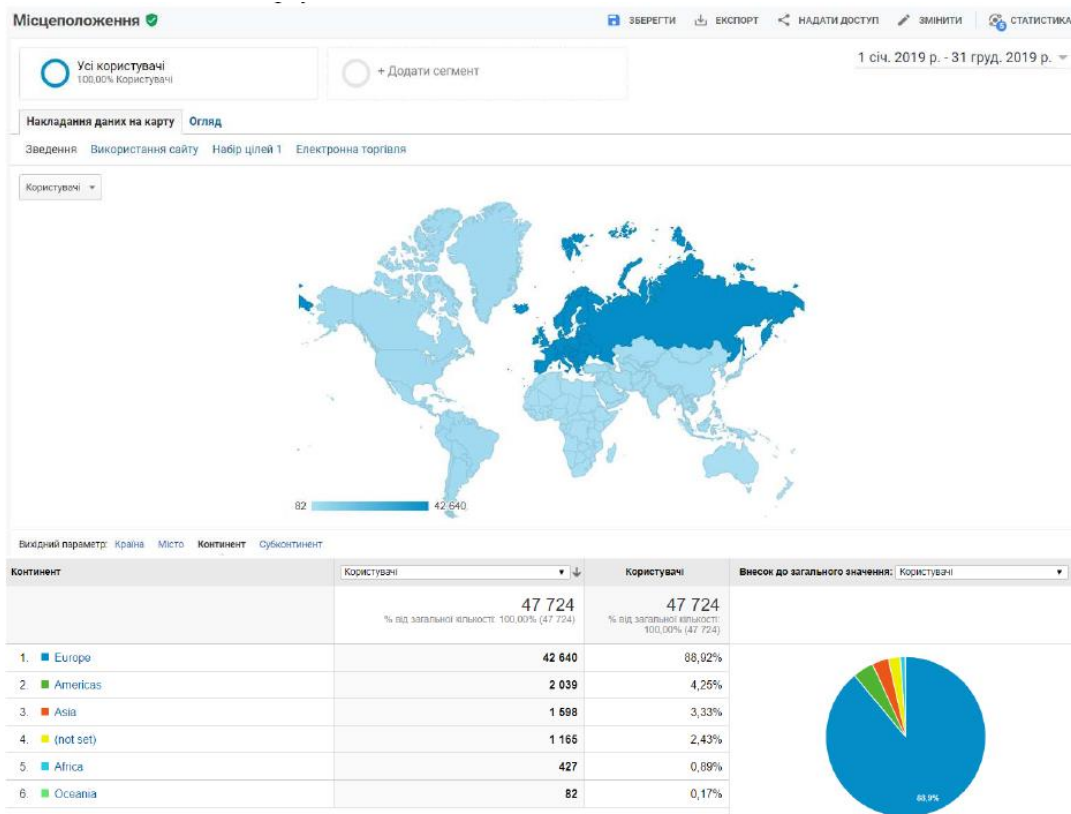 Місцеположення
ЗБЕРЕГТИ ЕКСПОРТ НАДАТИ ДОСТУП ЗМІНИТИ СТАТИСТИКА
Усі користувачі
100,00% Користувачі
+ Додати сегмент
1 січ. 2019 р. - 31 груд. 2019 р.
Накладання даних на карту Огляд
Зведення Використання сайту Набір цілей 1 Електронна торгівля
Користувачі
82 42 640
Вихідний параметр: Країна Місто Континент Субконтинент
Континент Користувачі Користувачі Внесок до загального значення: Користувачі
47 724 47 724
% від загальної кількості: 100,00% (47 724) % від загальної кількості:
100,00% (47 724)
1. Europe 42 640 88,92%
2. Americas 2 039 4,25%
3. Asia 1 598 3,33%
4. (not set) 1 165 2,43%
5. Africa 427 0,89%
6. Oceania 82 0,17%
88,9%